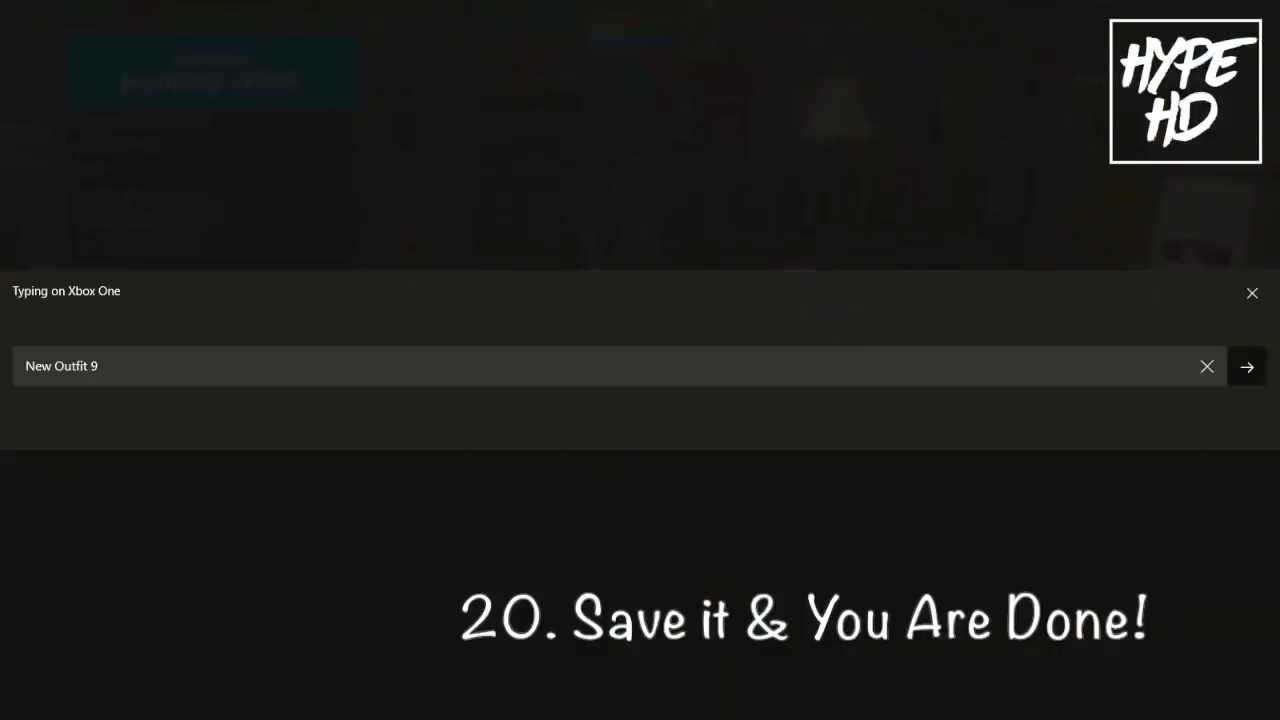 HYPE
HD
Typing on Xbox One
New Outfit 9
20. Save it & You Are Done!